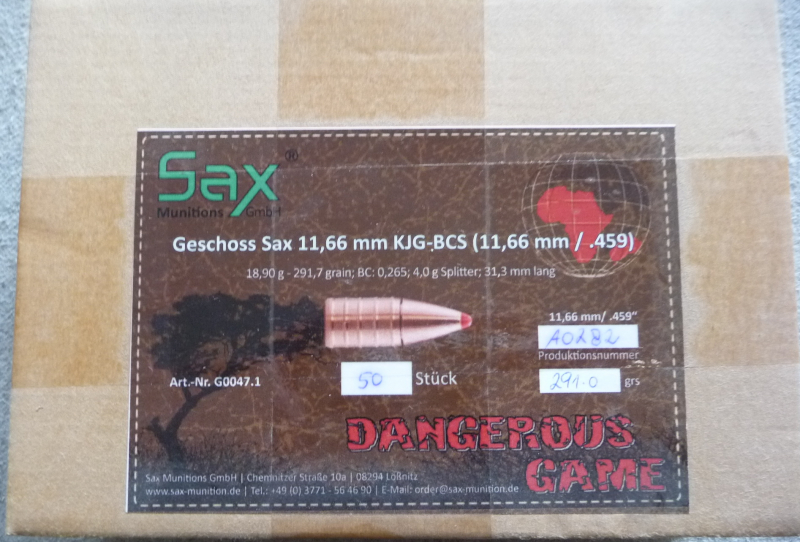 Sax ®
Munitions GmbH
Geschoss Sax 11,66 mm KJG-BCS (11,66 mm / .459)
18,90 g - 291,7 grain; BC: 0,265; 4,0 g Splitter; 31,3 mm lang
11,66 mm/ .459"
A0282
Produktionsnummer
Art.-Nr. G0047.1
50 Stück
291.0 grs
DANGEROUS
GAME
Sax Munitions GmbH | Chemnitzer Straße 10a | 08294 Lößnitz
www.sax-munition.de | Tel.: +49 (0) 3771 - 56 46 90 | E-Mail: order@sax-munition.de